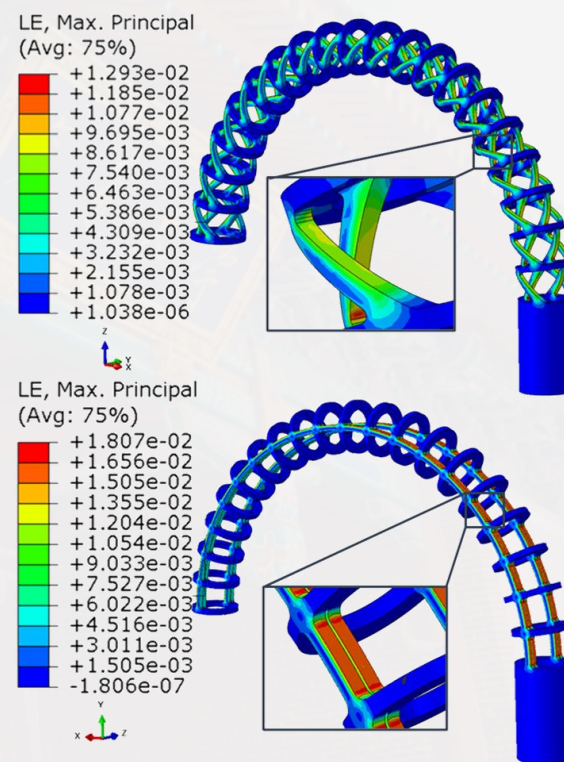 LE, Max. Principal
(Avg: 75%)
+1.293e-02
+1.185e-02
+1.077e-02
+9.695e-03
+8.617e-03
+7.540e-03
+6.463e-03
+5.386e-03
+4.309e-03
+3.232e-03
+2.155e-03
+1.078e-03
+1.038e-06
Z
Y
X
LE, Max. Principal
(Avg: 75%)
+1.807e-02
+1.656e-02
+1.505e-02
+1.355e-02
+1.204e-02
+1.054e-02
+9.033e-03
+7.527e-03
+6.022e-03
+4.516e-03
+3.011e-03
+1.505e-03
-1.806e-07
Y
X
Z